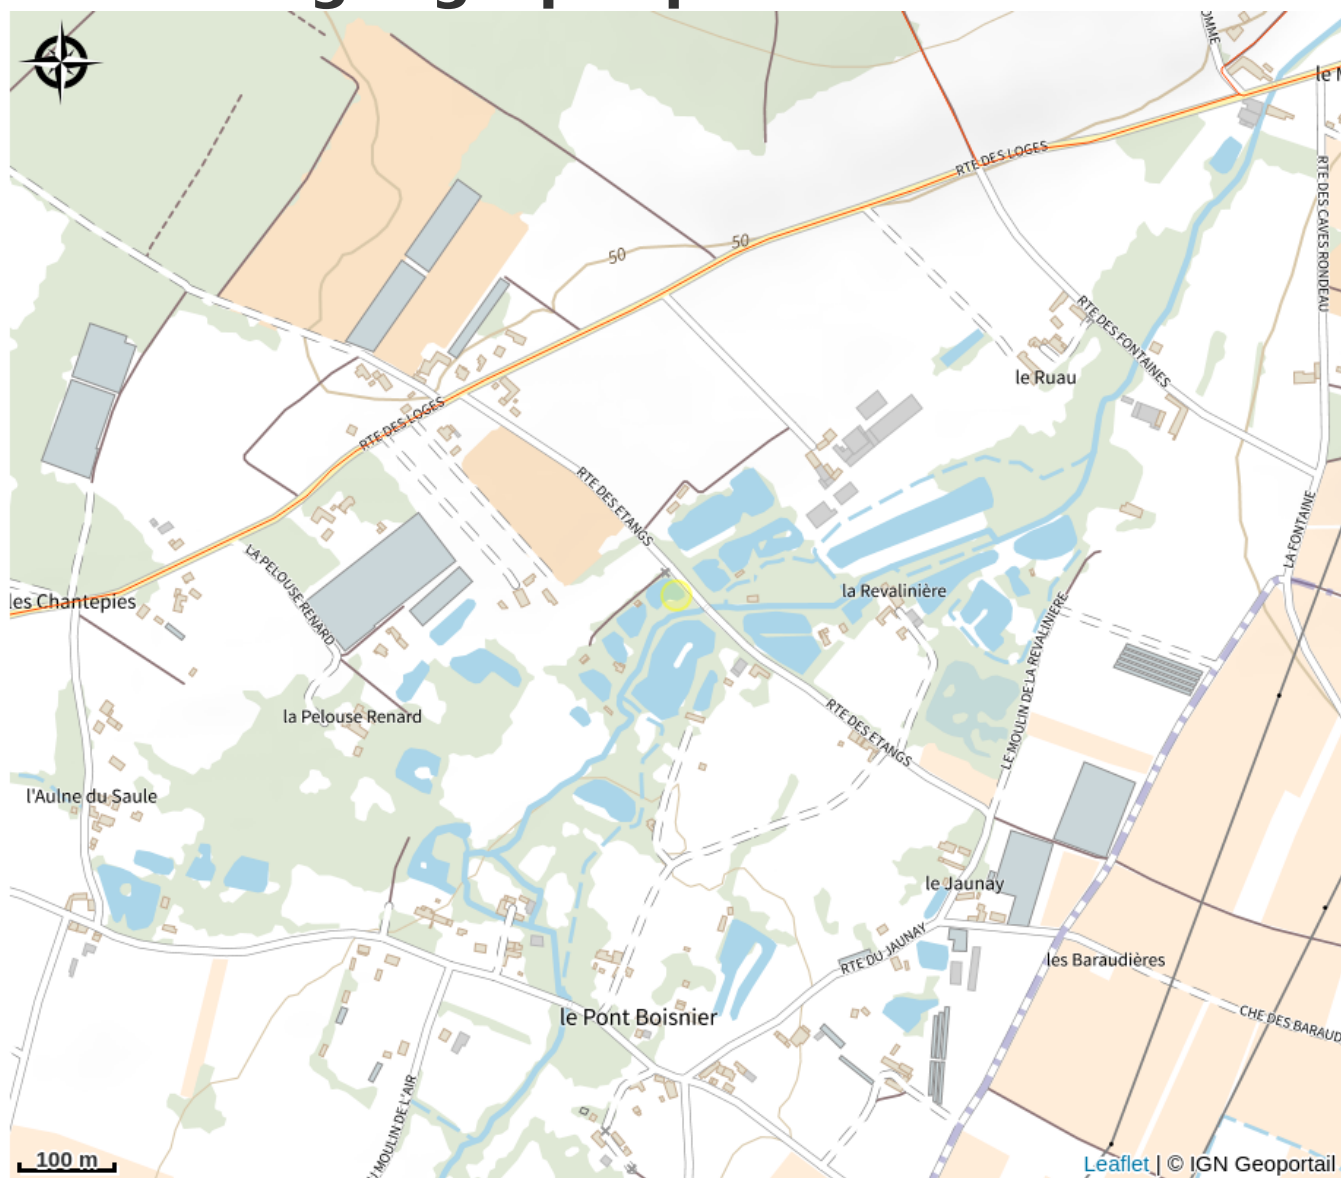 OMME
le M
RTE DES LOGES
RTE DES CAVES RONDEAU
50
50
RTE DES FONTAINES
le Ruau
RTE DES LOGES
RTE DES ETANGS
LA FONTAINE
LA PELOUSE RENARD
la Revalinière
les Chantepies
LE MOULIN DE LA REVALINIERE
la Pelouse Renard
RTE DES ETANGS
l'Aulne du Saule
le Jaunay
RTE DU JAUNAY
les Baraudières
le Pont Boisnier
CHE DES BARAUD
U MOULIN DE L'AIR
100 m
Leaflet | © IGN Geoportail